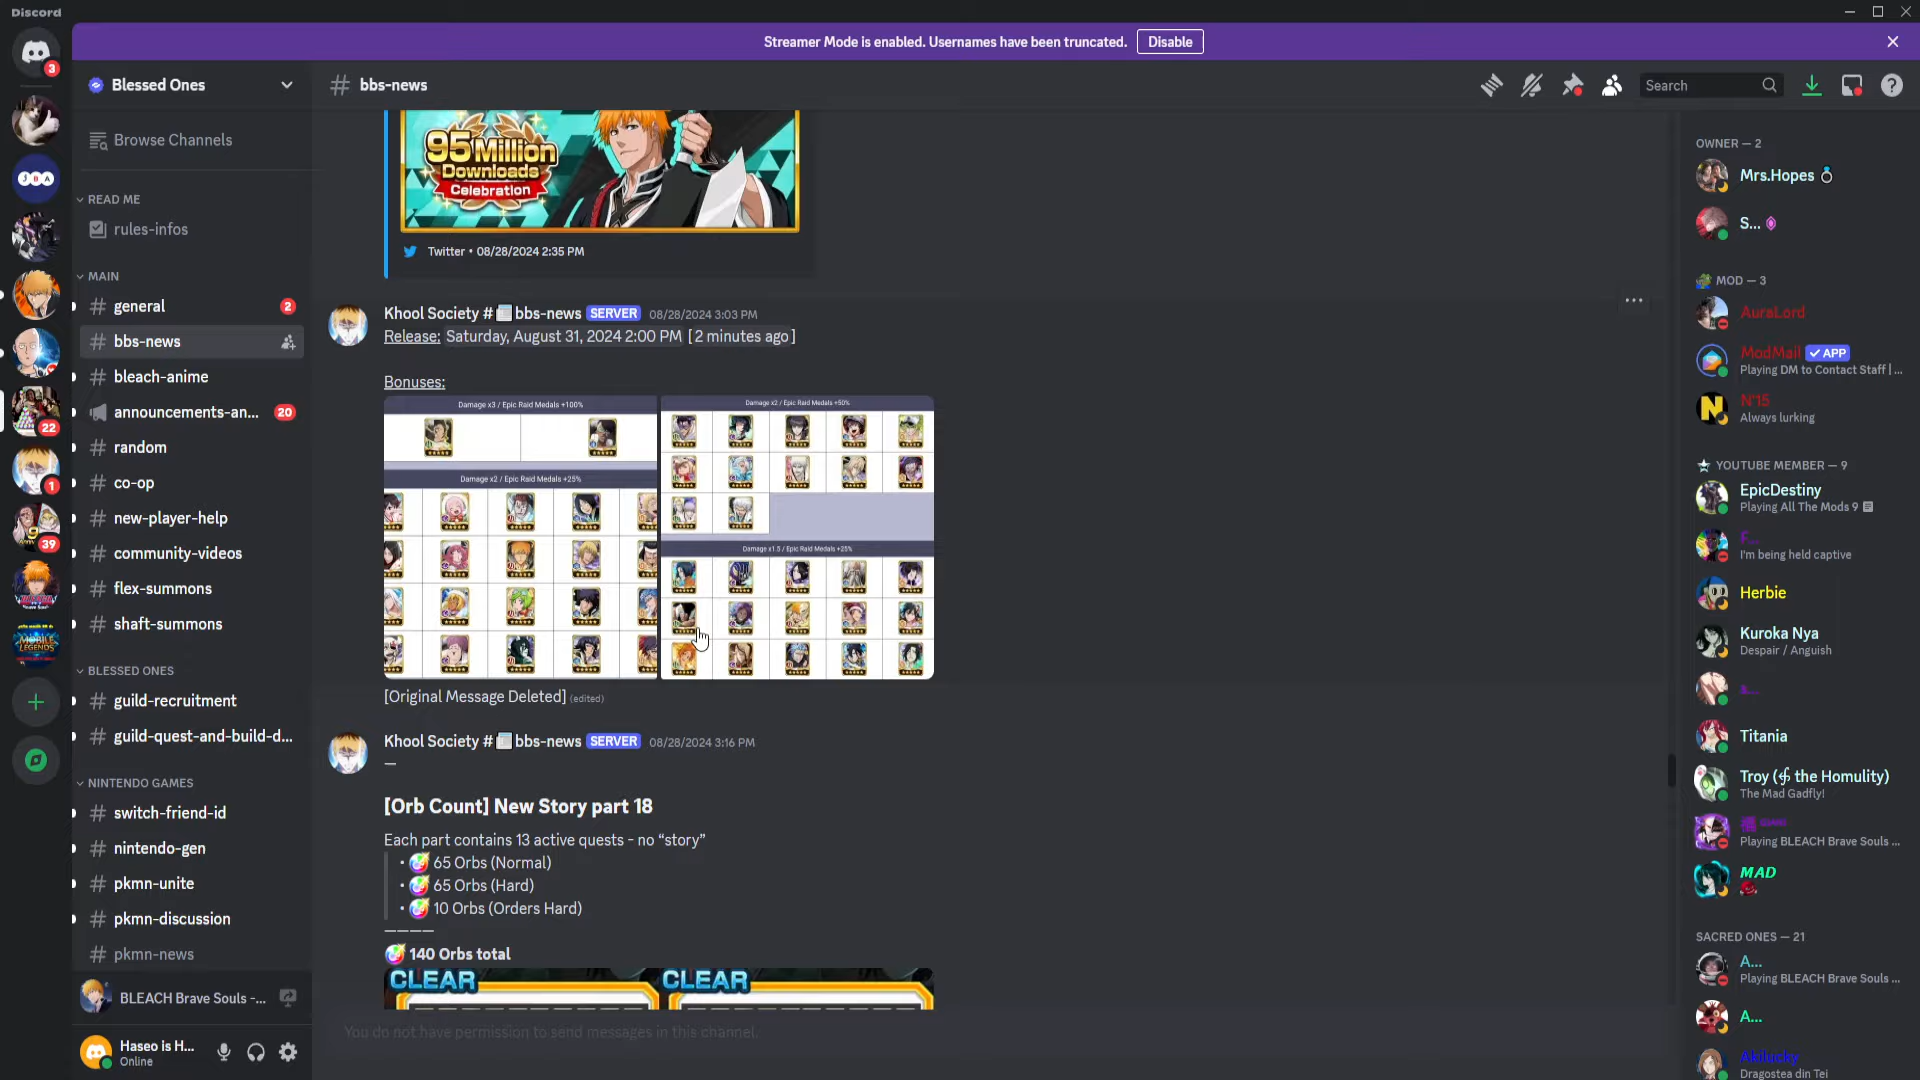 Discord
Streamer Mode is enabled. Usernames have been truncated.
Disable
3
Blessed Ones
bbs-news
Search
Browse Channels
READ ME
rules-infos
MAIN
general
2
bbs-news
bleach-anime
announcements-an...
20
random
22
co-op
1
new-player-help
39
community-videos
flex-summons
shaft-summons
MOBILE
LEGENDS
BLESSED ONES
guild-recruitment
guild-quest-and-build-d...
NINTENDO GAMES
switch-friend-id
nintendo-gen
pkmn-unite
pkmn-discussion
pkmn-news
BLEACH Brave Souls -...
Haseo is H...
Online
95 Million
Downloads
Celebration
Twitter • 08/28/2024 2:35 PM
Khool Society # bbs-news SERVER 08/28/2024 3:03 PM
Release: Saturday, August 31, 2024 2:00 PM [ 2 minutes ago ]
Bonuses:
Damage x3 / Epic Raid Medals +100%
Damage x2 / Epic Raid Medals +25%
Damage x2 / Epic Raid Medals +50%
Damage x1.5 / Epic Raid Medals +25%
[Original Message Deleted] (edited)
Khool Society # bbs-news SERVER 08/28/2024 3:16 PM
—
[Orb Count] New Story part 18
Each part contains 13 active quests - no “story”
• 65 Orbs (Normal)
• 65 Orbs (Hard)
• 10 Orbs (Orders Hard)
————
140 Orbs total
CLEAR
CLEAR
You do not have permission to send messages in this channel.
OWNER — 2
Mrs.Hopes
S...
MOD — 3
AuraLord
ModMail APP
Playing DM to Contact Staff | ...
N°15
Always lurking
YOUTUBE MEMBER — 9
EpicDestiny
Playing All The Mods 9
F...
I'm being held captive
Herbie
Kuroka Nya
Despair / Anguish
Titania
Troy (∮ the Homulity)
The Mad Gadfly!
Playing BLEACH Brave Souls ...
MAD
SACRED ONES — 21
A...
Playing BLEACH Brave Souls ...
A...
Akilucky
Dragostea din Tei